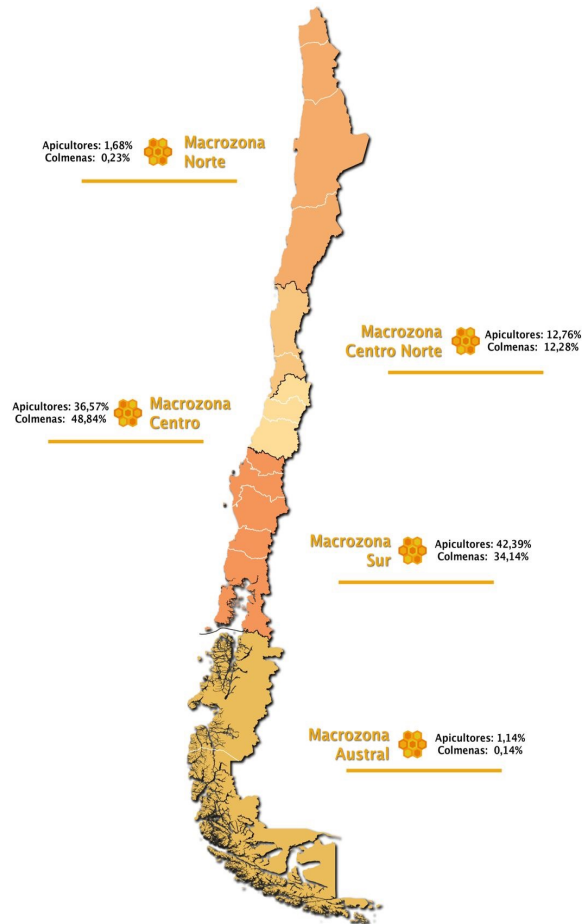 Apicultores: 1,68%
Colmenas: 0,23%
Macrozona
Norte
Macrozona
Centro Norte
Apicultores: 12,76%
Colmenas: 12,28%
Apicultores: 36,57%
Colmenas: 48,84%
Macrozona
Centro
Macrozona
Sur
Apicultores: 42,39%
Colmenas: 34,14%
Macrozona
Austral
Apicultores: 1,14%
Colmenas: 0,14%